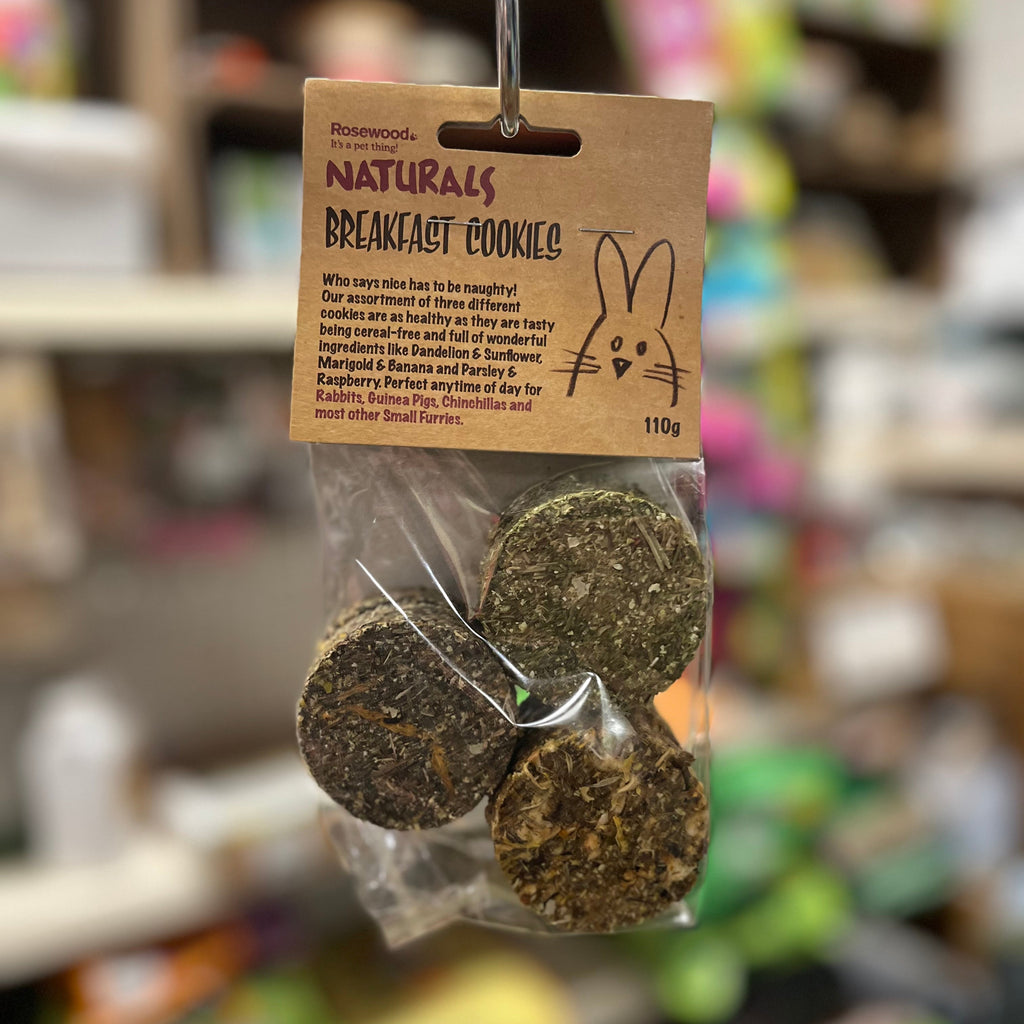 Rosewood
It's a pet thing!
NATURALS
BREAKFAST COOKIES
Who says nice has to be naughty!
Our assortment of three different
cookies are as healthy as they are tasty
being cereal-free and full of wonderful
ingredients like Dandelion & Sunflower,
Marigold & Banana and Parsley &
Raspberry. Perfect anytime of day for
Rabbits, Guinea Pigs, Chinchillas and
most other Small Furries.
110g